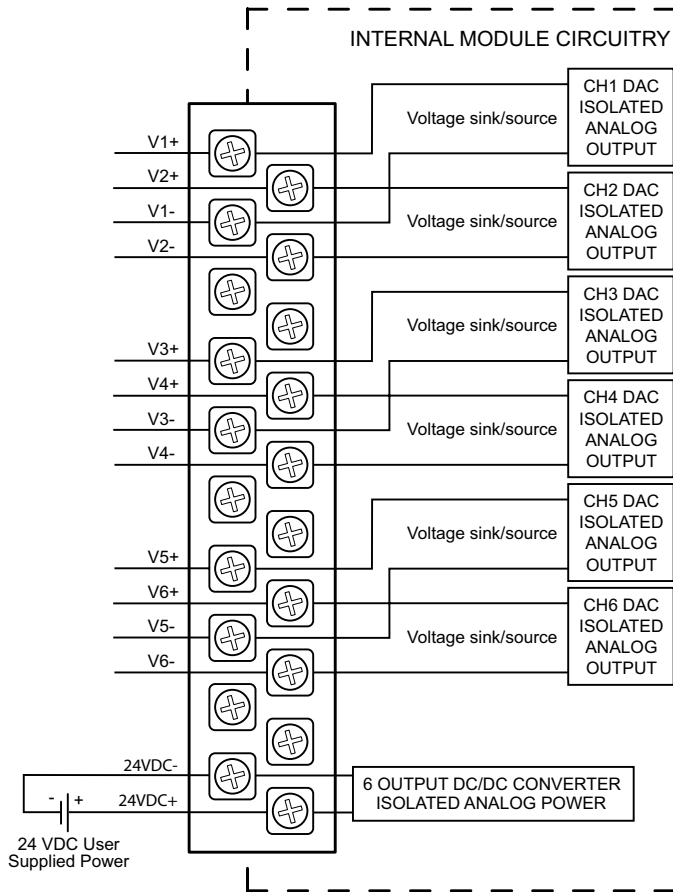 INTERNAL MODULE CIRCUITRY
V1+
V2+
V1-
V2-
V3+
V4+
V3-
V4-
V5+
V6+
V5-
V6-
24VDC-
24VDC+
- +
24 VDC User
Supplied Power
Voltage sink/source
Voltage sink/source
Voltage sink/source
Voltage sink/source
Voltage sink/source
Voltage sink/source
CH1 DAC
ISOLATED
ANALOG
OUTPUT
CH2 DAC
ISOLATED
ANALOG
OUTPUT
CH3 DAC
ISOLATED
ANALOG
OUTPUT
CH4 DAC
ISOLATED
ANALOG
OUTPUT
CH5 DAC
ISOLATED
ANALOG
OUTPUT
CH6 DAC
ISOLATED
ANALOG
OUTPUT
6 OUTPUT DC/DC CONVERTER
ISOLATED ANALOG POWER